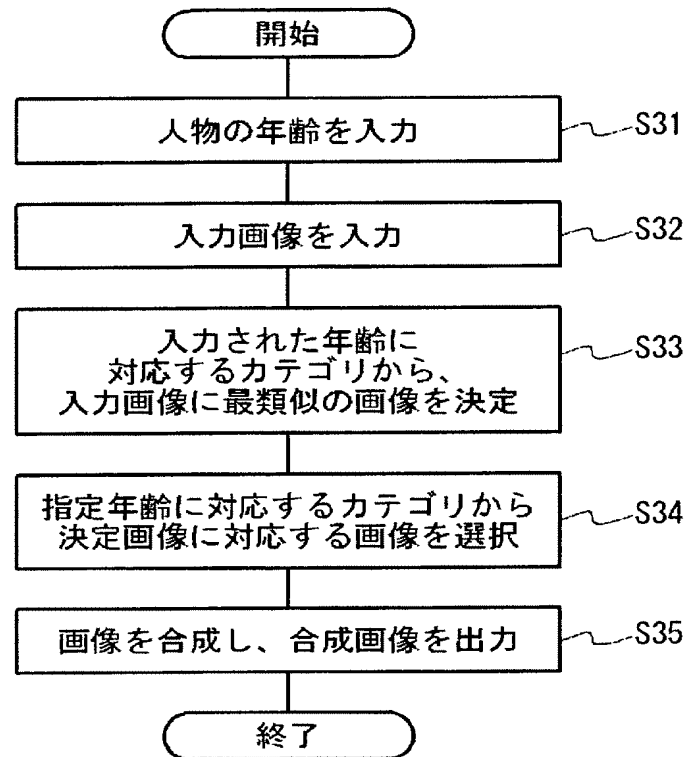 開始
人物の年齢を入力
S31
入力画像を入力
S32
入力された年齢に
対応するカテゴリから、
入力画像に最類似の画像を決定
S33
指定年齢に対応するカテゴリから
決定画像に対応する画像を選択
S34
画像を合成し、合成画像を出力
S35
終了